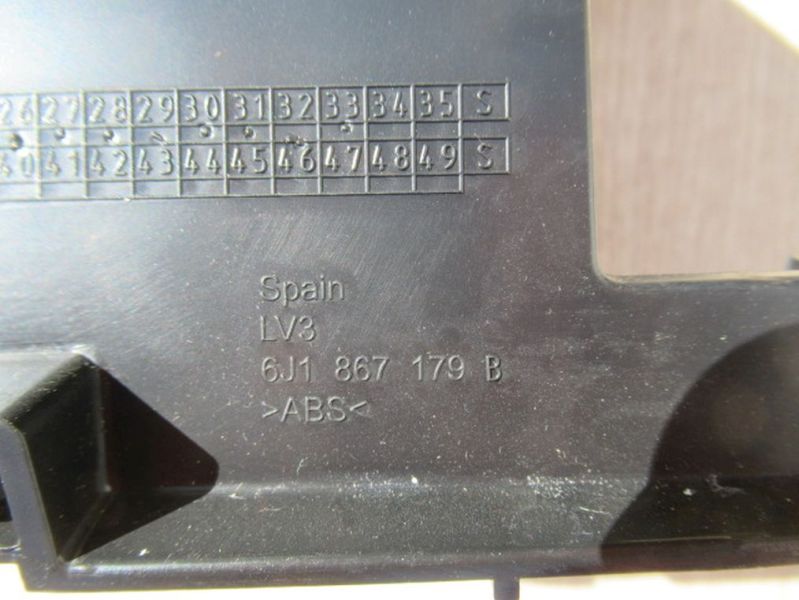 26 27 28 29 30 31 32 33 34 35 S
40 41 42 43 44 45 46 47 48 49 S
Spain
LV3
6J1 867 179 B
>ABS<